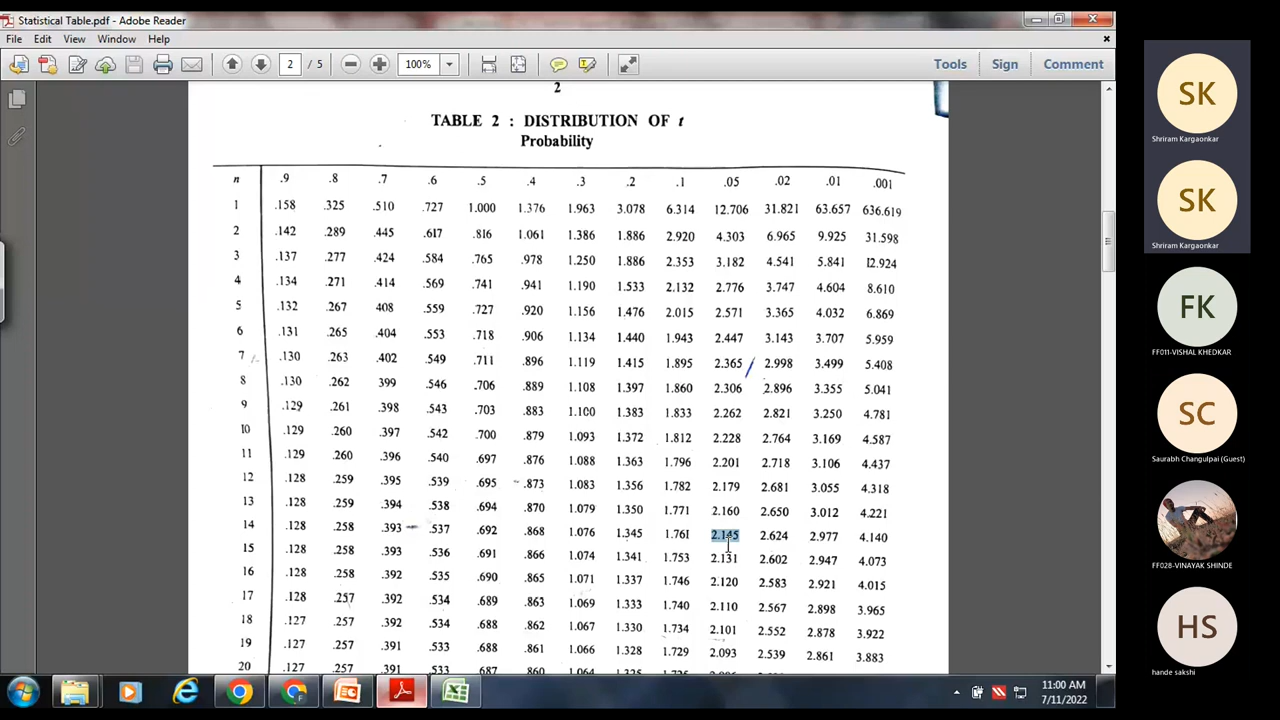 Statistical Table.pdf - Adobe Reader
File Edit View Window Help
2 / 5 100% Tools Sign Comment
2
TABLE 2 : DISTRIBUTION OF t
Probability
n .9 .8 .7 .6 .5 .4 .3 .2 .1 .05 .02 .01 .001
1 .158 .325 .510 .727 1.000 1.376 1.963 3.078 6.314 12.706 31.821 63.657 636.619
2 .142 .289 .445 .617 .816 1.061 1.386 1.886 2.920 4.303 6.965 9.925 31.598
3 .137 .277 .424 .584 .765 .978 1.250 1.886 2.353 3.182 4.541 5.841 12.924
4 .134 .271 .414 .569 .741 .941 1.190 1.533 2.132 2.776 3.747 4.604 8.610
5 .132 .267 408 .559 .727 .920 1.156 1.476 2.015 2.571 3.365 4.032 6.869
6 .131 .265 .404 .553 .718 .906 1.134 1.440 1.943 2.447 3.143 3.707 5.959
7 .130 .263 .402 .549 .711 .896 1.119 1.415 1.895 2.365 2.998 3.499 5.408
8 .130 .262 399 .546 .706 .889 1.108 1.397 1.860 2.306 2.896 3.355 5.041
9 .129 .261 .398 .543 .703 .883 1.100 1.383 1.833 2.262 2.821 3.250 4.781
10 .129 .260 .397 .542 .700 .879 1.093 1.372 1.812 2.228 2.764 3.169 4.587
11 .129 .260 .396 .540 .697 .876 1.088 1.363 1.796 2.201 2.718 3.106 4.437
12 .128 .259 .395 .539 .695 .873 1.083 1.356 1.782 2.179 2.681 3.055 4.318
13 .128 .259 .394 .538 .694 .870 1.079 1.350 1.771 2.160 2.650 3.012 4.221
14 .128 .258 .393 .537 .692 .868 1.076 1.345 1.761 2.145 2.624 2.977 4.140
15 .128 .258 .393 .536 .691 .866 1.074 1.341 1.753 2.131 2.602 2.947 4.073
16 .128 .258 .392 .535 .690 .865 1.071 1.337 1.746 2.120 2.583 2.921 4.015
17 .128 .257 .392 .534 .689 .863 1.069 1.333 1.740 2.110 2.567 2.898 3.965
18 .127 .257 .392 .534 .688 .862 1.067 1.330 1.734 2.101 2.552 2.878 3.922
19 .127 .257 .391 .533 .688 .861 1.066 1.328 1.729 2.093 2.539 2.861 3.883
20 .127 .257 .391 .533 .687 .860 1.064
SK
Shriram Kargaonkar
SK
Shriram Kargaonkar
FK
FF011-VISHAL KHEDKAR
SC
Saurabh Changulpai (Guest)
FF028-VINAYAK SHINDE
HS
hande sakshi
11:00 AM
7/11/2022